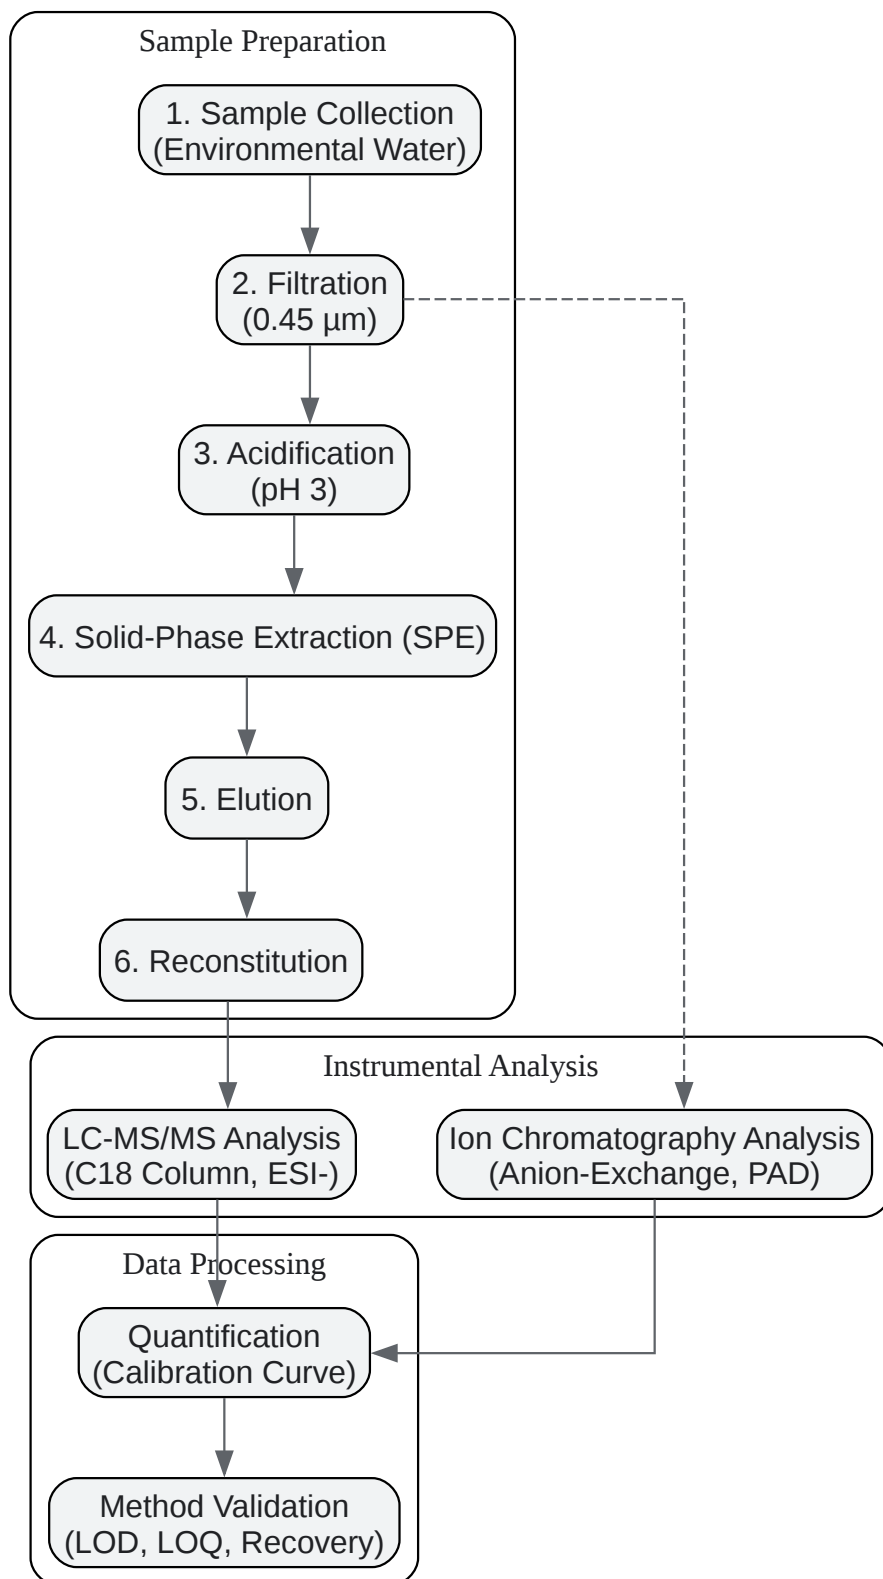 Sample Preparation
1. Sample Collection
(Environmental Water)
2. Filtration
(0.45 µm)
3. Acidification
(pH 3)
4. Solid-Phase Extraction (SPE)
5. Elution
6. Reconstitution
Instrumental Analysis
LC-MS/MS Analysis
(C18 Column, ESI-)
Ion Chromatography Analysis
(Anion-Exchange, PAD)
Data Processing
Quantification
(Calibration Curve)
Method Validation
(LOD, LOQ, Recovery)